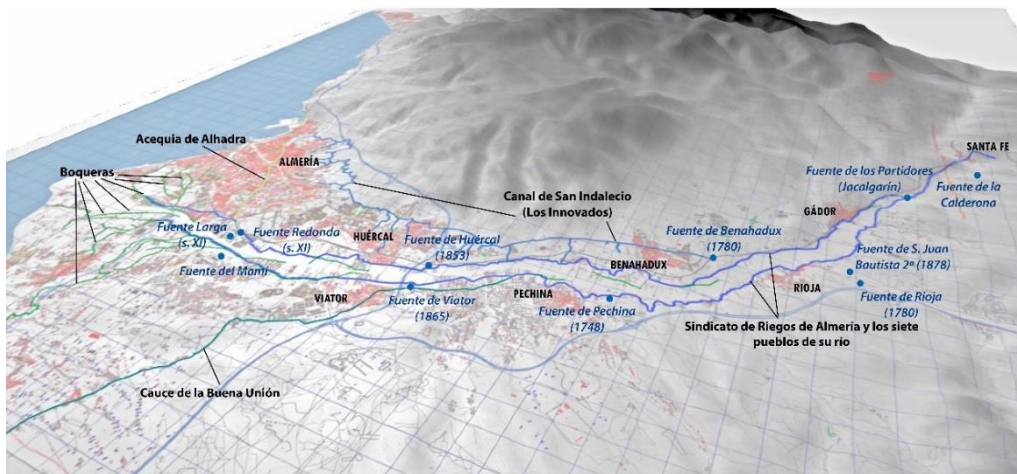 Acequia de Alhadra
ALMERÍA
Boqueras
SANTA FE
Fuente de los Partidores
(Jacalgarín)
Fuente de la
Calderona
GÁDOR
Canal de San Indalecio
(Los Innovados)
Fuente Larga
(s. XI)
Fuente Redonda
(s. XI)
HUÉRCAL
Fuente de Huércal
(1853)
Fuente de Benahadux
(1780)
Fuente de S. Juan
Bautista 2ª (1878)
Fuente del Mamí
BENAHADUX
VIATOR
Fuente de Viator
(1865)
PECHINA
Fuente de Pechina
(1748)
RIOJA
Fuente de Rioja
(1780)
Sindicato de Riegos de Almería y los siete
pueblos de su río
Cauce de la Buena Unión